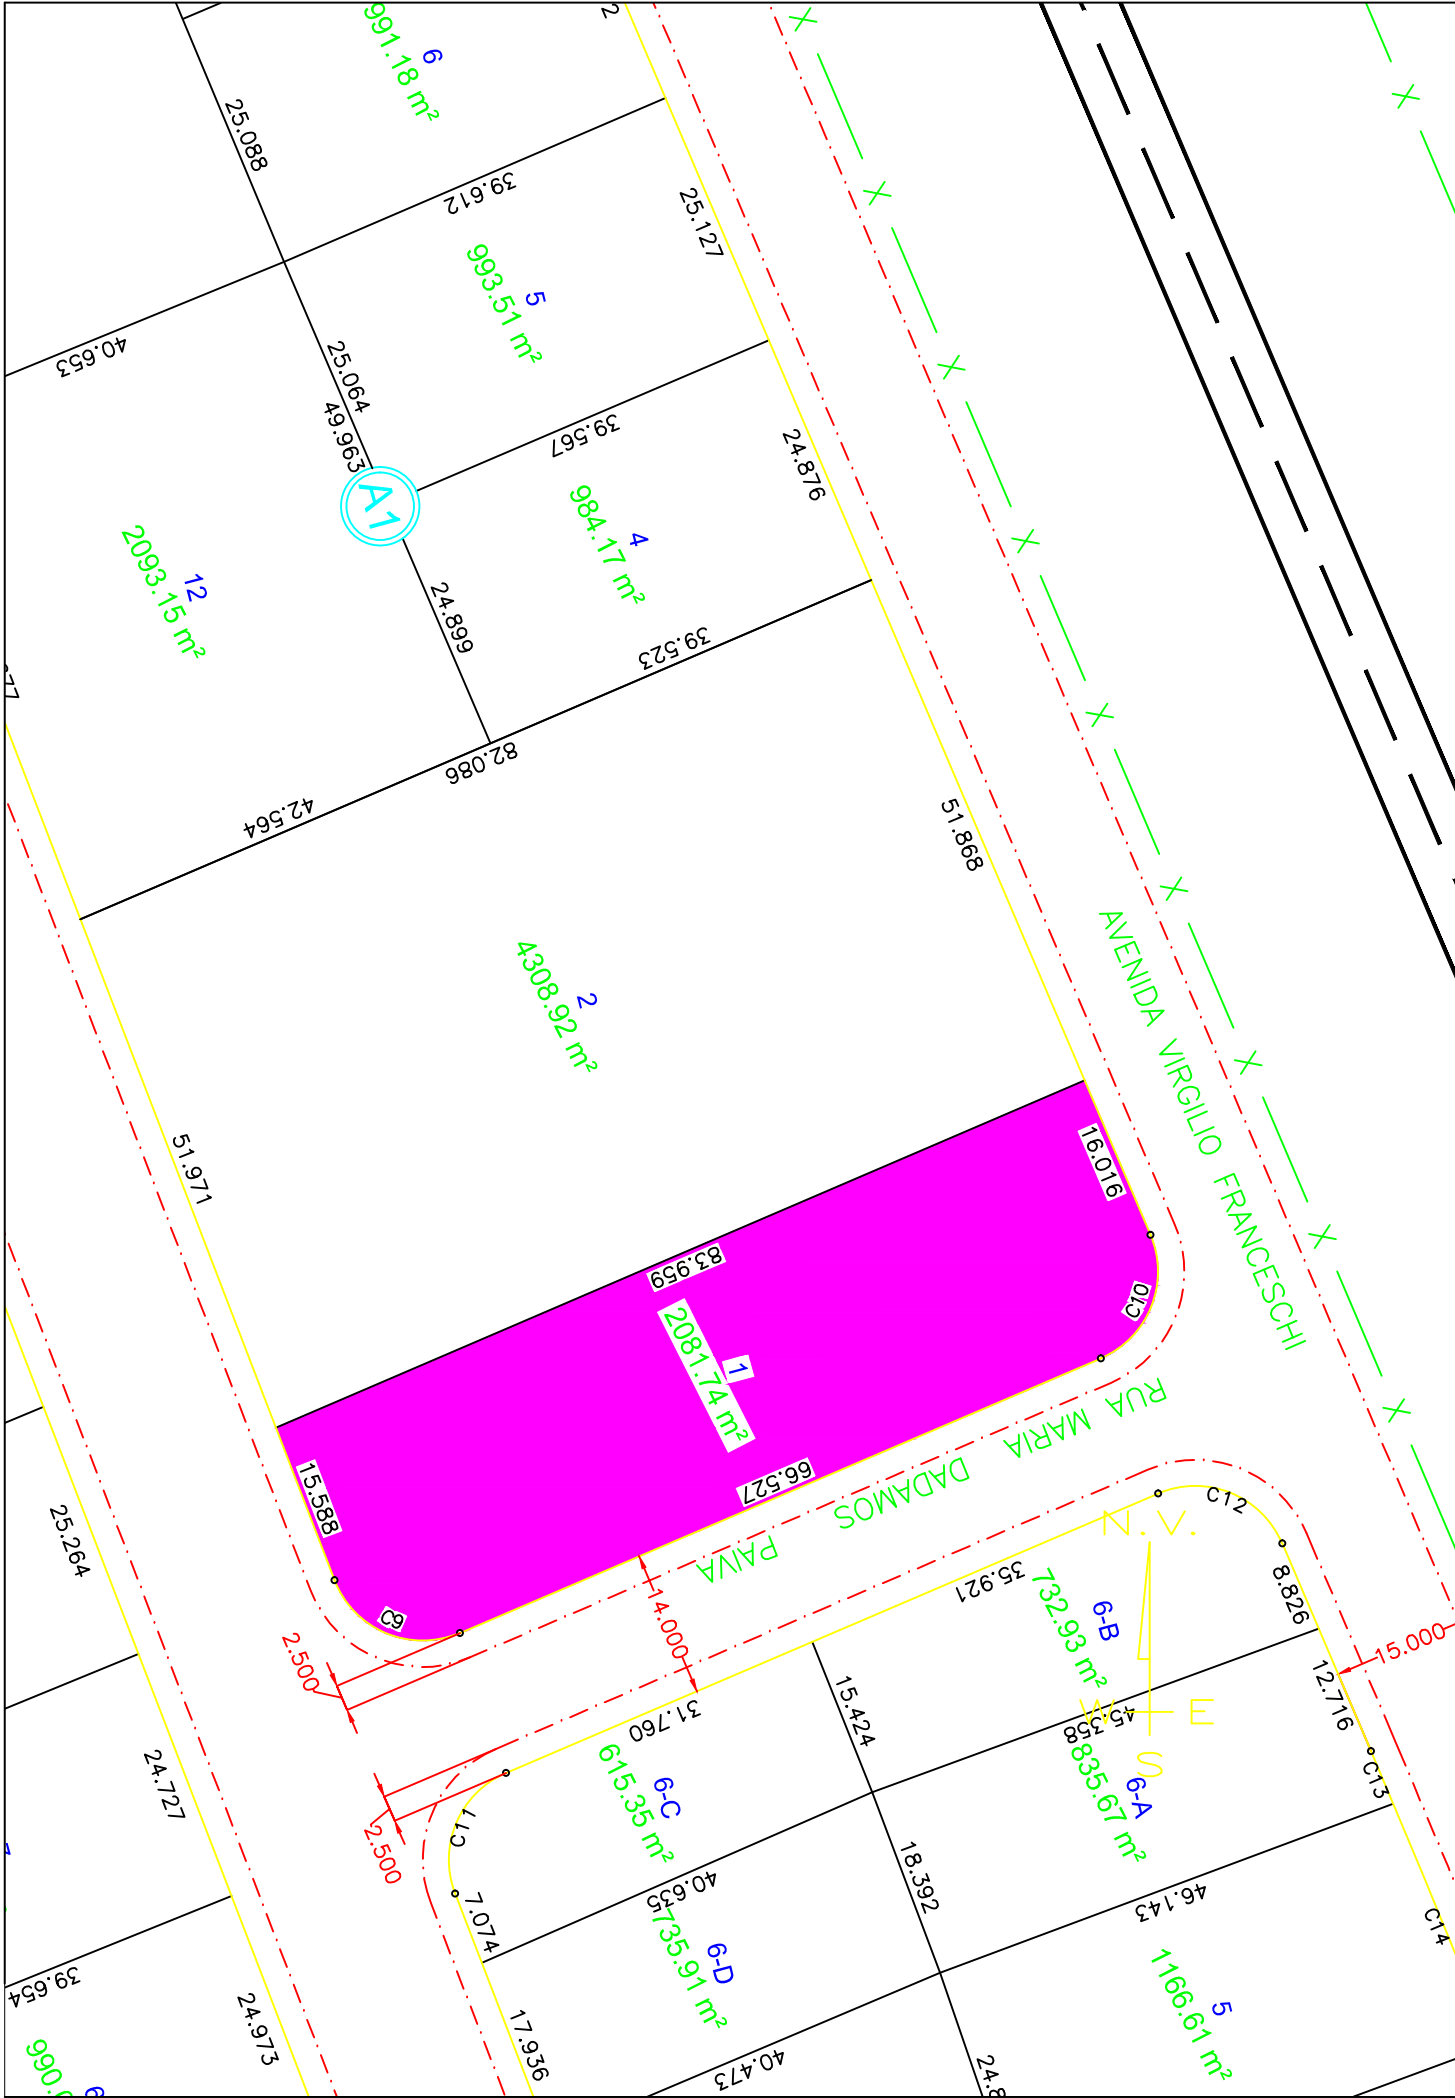 2
6
991.18 m²
25.088
39.612
25.127
5
993.51 m²
40.653
25.064
49.963
39.567
24.876
A1
4
984.17 m²
12
2093.15 m²
24.899
39.523
82.086
42.564
51.868
2
4308.92 m²
AVENIDA VIRGILIO FRANCESCHI
51.971
16.016
83.959
C10
1
2081.74 m²
RUA MARIA DADAMOS PAIVA
66.527
15.588
C9
C12
N.V.
W E
S
25.264
2.500
14.000
35.921
6-B
732.93 m²
8.826
15.000
12.716
31.760
15.424
45.358
24.727
2.500
C11
6-C
615.35 m²
6-A
835.67 m²
C13
40.635
18.392
46.143
C14
7.074
6-D
735.91 m²
39.654
24.973
17.936
40.473
5
1166.61 m²
24.8
6
990.
X
X
X
X
X
X
X
X
X
X